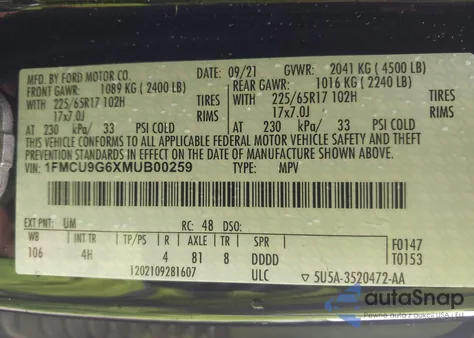 MFD. BY FORD MOTOR CO. DATE: 09/21 GVWR: 2041 KG ( 4500 LB)
FRONT GAWR: 1089 KG ( 2400 LB) REAR GAWR: 1016 KG ( 2240 LB)
WITH 225/65R17 102H TIRES WITH 225/65R17 102H TIRES
17x7.0J RIMS 17x7.0J RIMS
AT 230 kPa/ 33 PSI COLD AT 230 kPa/ 33 PSI COLD
THIS VEHICLE CONFORMS TO ALL APPLICABLE FEDERAL MOTOR VEHICLE SAFETY AND THEFT
PREVENTION STANDARDS IN EFFECT ON THE DATE OF MANUFACTURE SHOWN ABOVE.
VIN: 1FMCU9G6XMUB00259 TYPE: MPV
EXT PNT: UM RC: 48 DSO:
WB INT TR TP/PS R AXLE TR SPR F0147
106 4H 4 81 8 DDDD T0153
1202109281607 ULC ▽ 5U5A-3520472-AA
autoSnap
Pewne auta z aukcji USA i EU